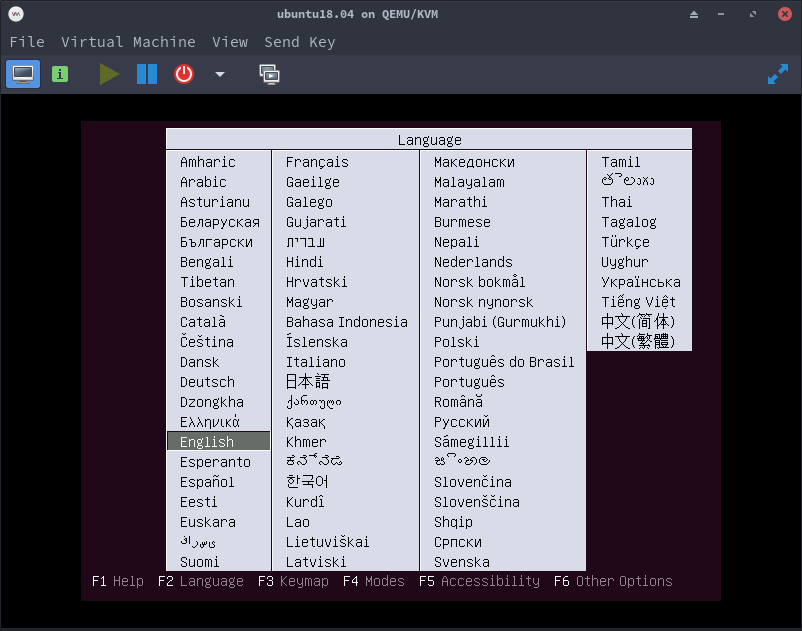 ubuntu18.04 on QEMU/KVM
File Virtual Machine View Send Key
Language
Amharic
Arabic
Asturianu
Беларуская
Български
Bengali
Tibetan
Bosanski
Català
Čeština
Dansk
Deutsch
Dzongkha
Ελληνικά
English
Esperanto
Español
Eesti
Euskara
Suomi
Français
Gaeilge
Galego
Gujarati
עברית
Hindi
Hrvatski
Magyar
Bahasa Indonesia
Íslenska
Italiano
日本語
ქართული
Қазақ
Khmer
ಕನ್ನಡ
한국어
Kurdî
Lao
Lietuviškai
Latviski
Македонски
Malayalam
Marathi
Burmese
Nepali
Nederlands
Norsk bokmål
Norsk nynorsk
Punjabi (Gurmukhi)
Polski
Português do Brasil
Português
Română
Русский
Sámegillii
සිංහල
Slovenčina
Slovenščina
Shqip
Српски
Svenska
Tamil
తెలుగు
Thai
Tagalog
Türkçe
Uyghur
Українська
Tiếng Việt
中文(简体)
中文(繁體)
F1 Help F2 Language F3 Keymap F4 Modes F5 Accessibility F6 Other Options